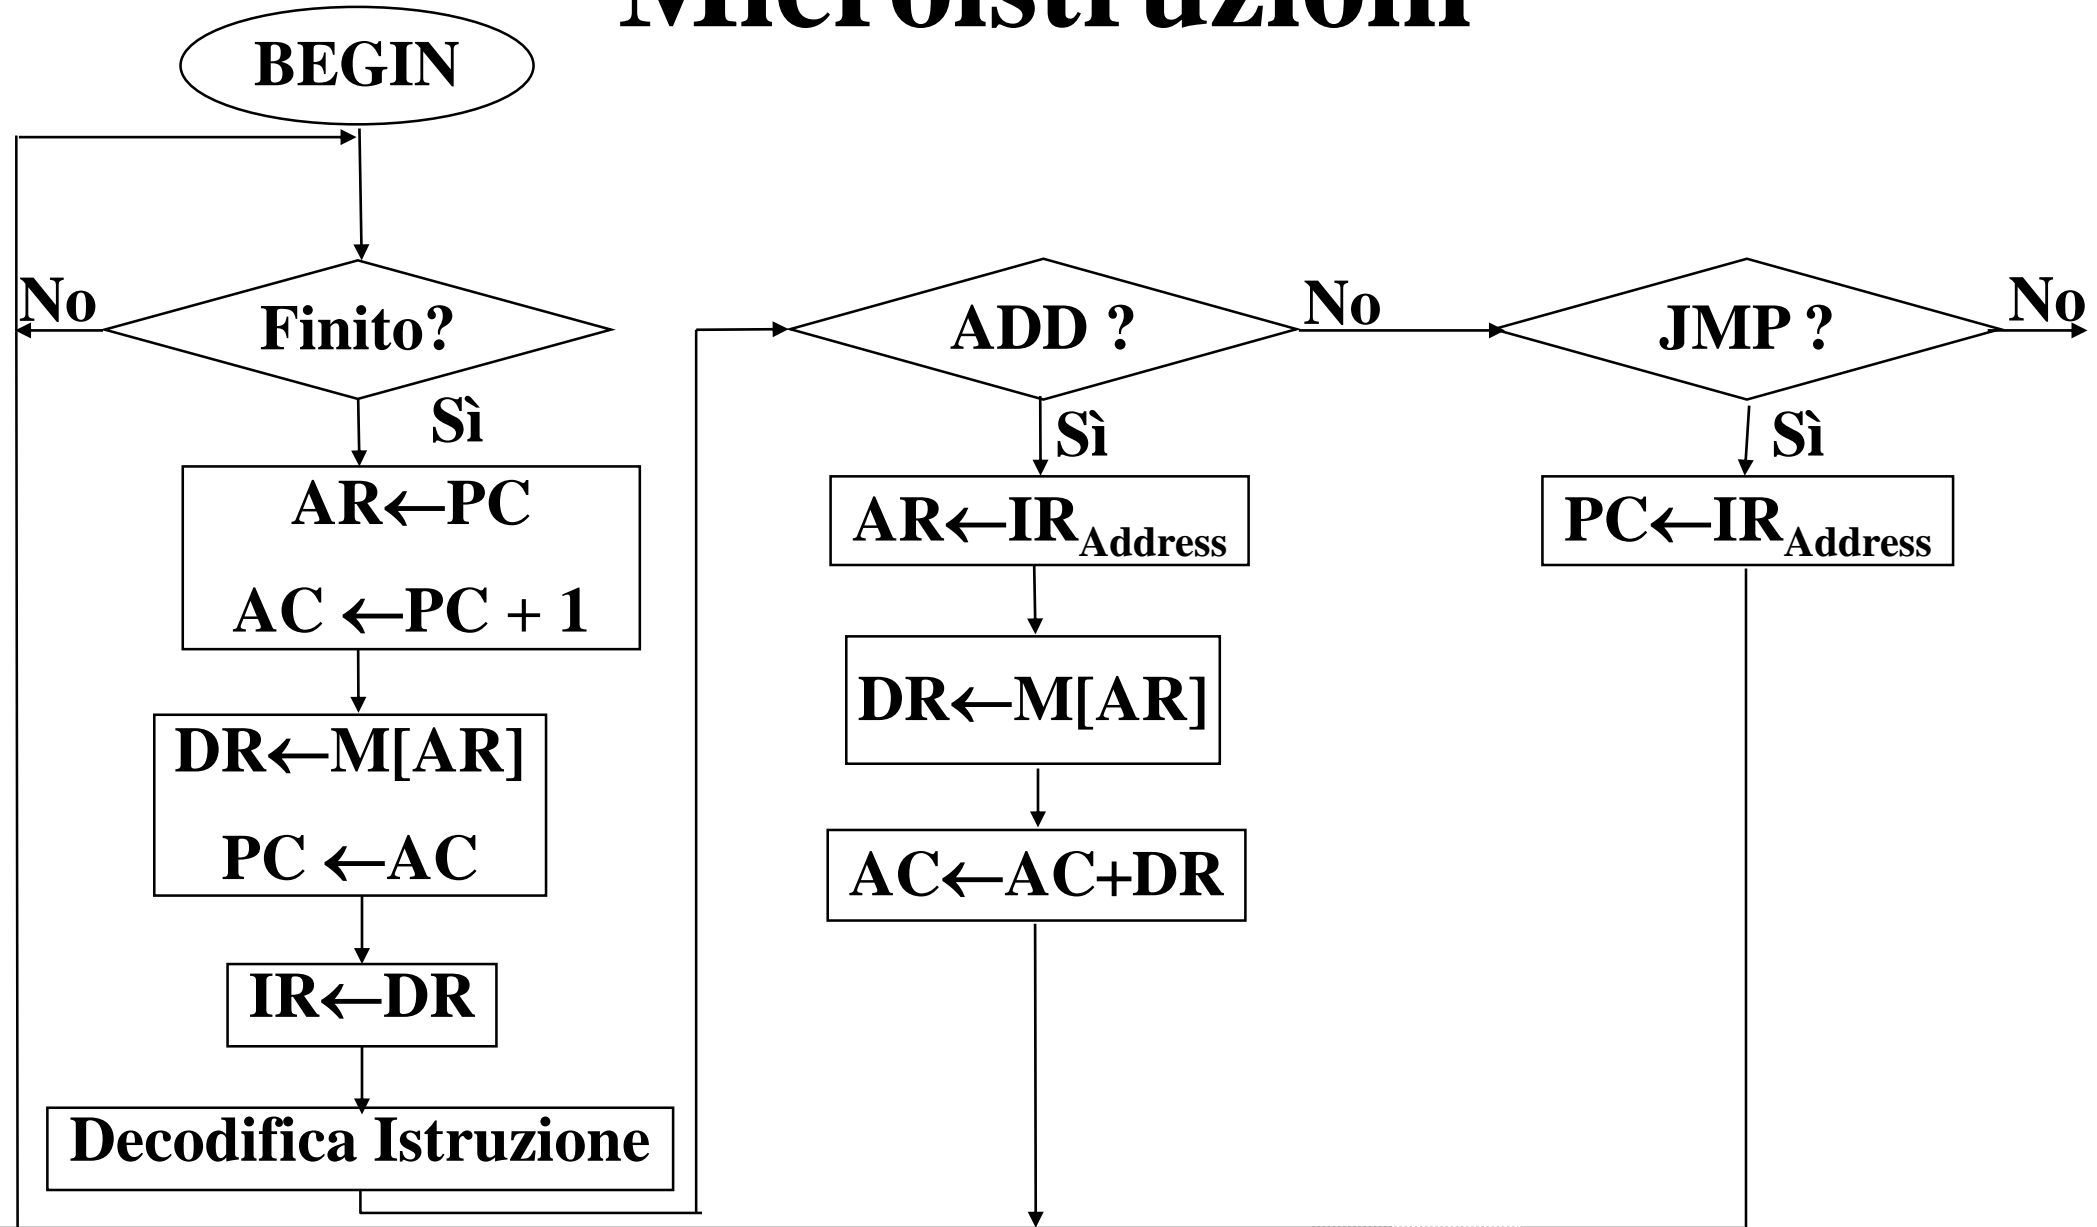 Microistruzioni
BEGIN
No
Finito?
Sì
AR←PC
AC ←PC + 1
DR←M[AR]
PC ←AC
IR←DR
Decodifica Istruzione
ADD ?
No
Sì
AR←IRAddress
DR←M[AR]
AC←AC+DR
JMP ?
No
Sì
PC←IRAddress